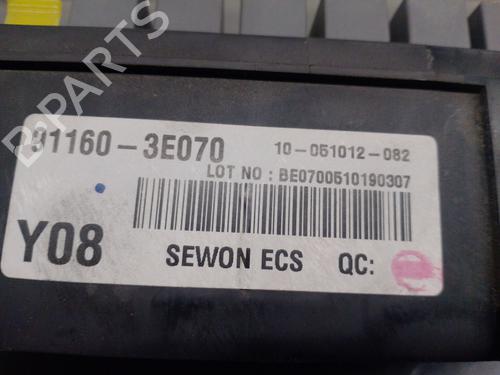 B-PARTS
91160-3E070 10-051012-082
LOT NO : BE0700510190307
Y08 SEWON ECS QC: